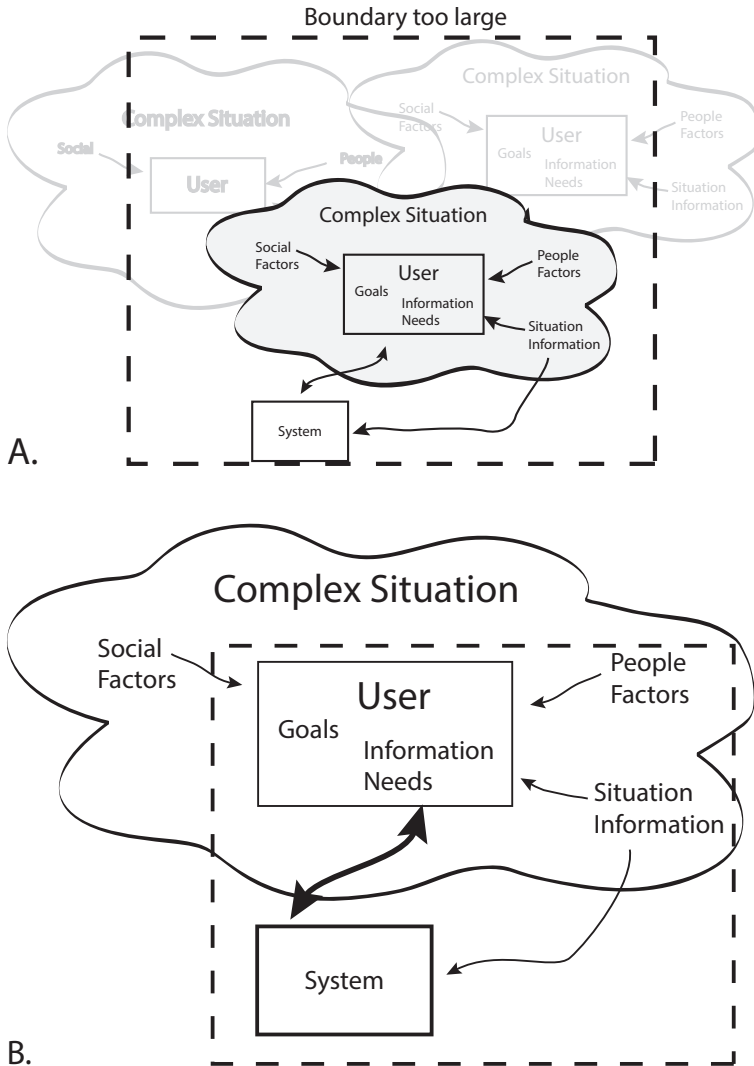 Boundary too large
Complex Situation
Social
People
User
Complex Situation
Social
Factors
User
Goals
Information
Needs
People
Factors
Situation
Information
Complex Situation
Social
Factors
User
Goals
Information
Needs
People
Factors
Situation
Information
System
A.
Complex Situation
Social
Factors
User
Goals
Information
Needs
People
Factors
Situation
Information
System
B.